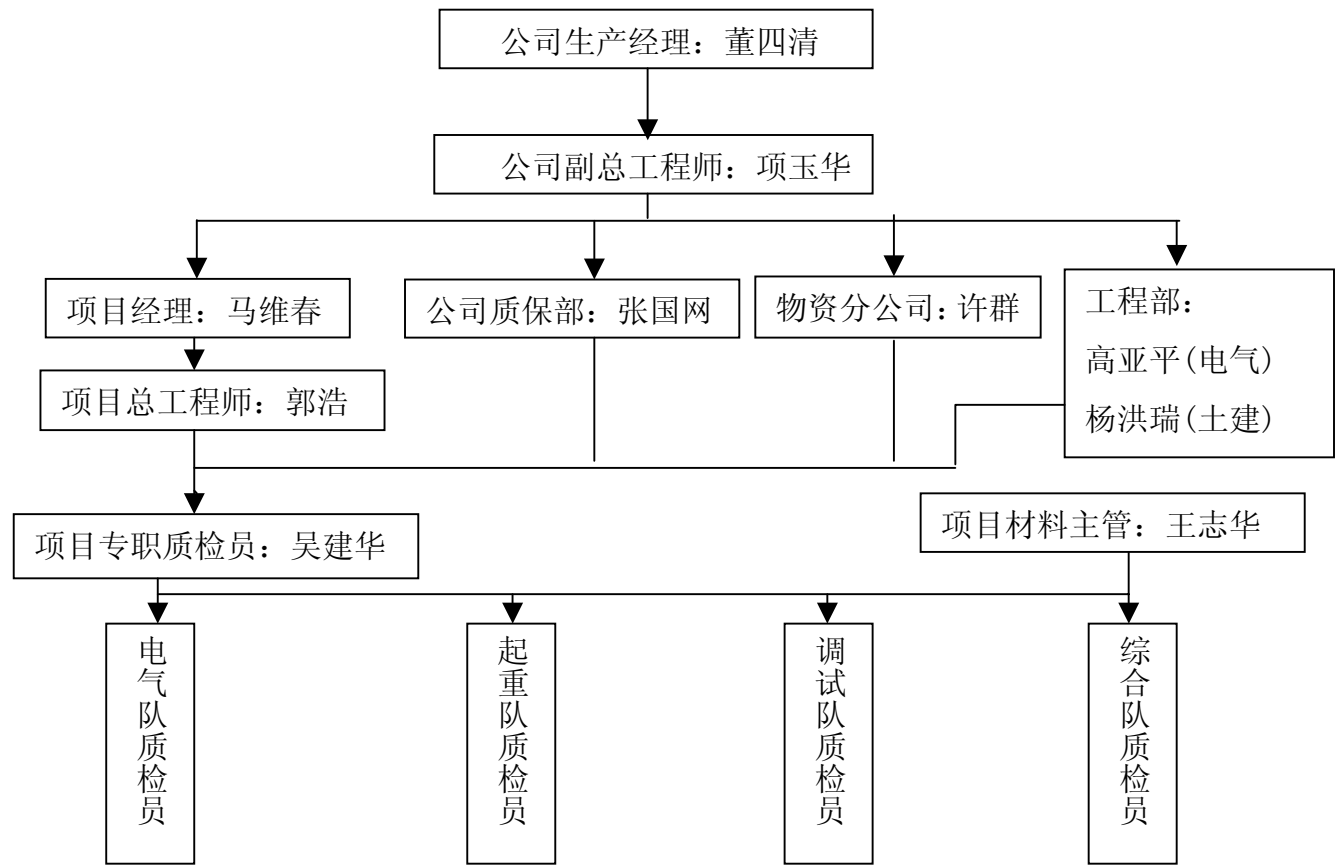 公司生产经理：董四清
公司副总工程师：项玉华
项目经理：马维春
公司质保部：张国网
物资分公司：许群
工程部：
高亚平(电气)
杨洪瑞(土建)
项目总工程师：郭浩
项目专职质检员：吴建华
项目材料主管：王志华
电气队质检员
起重队质检员
调试队质检员
综合队质检员